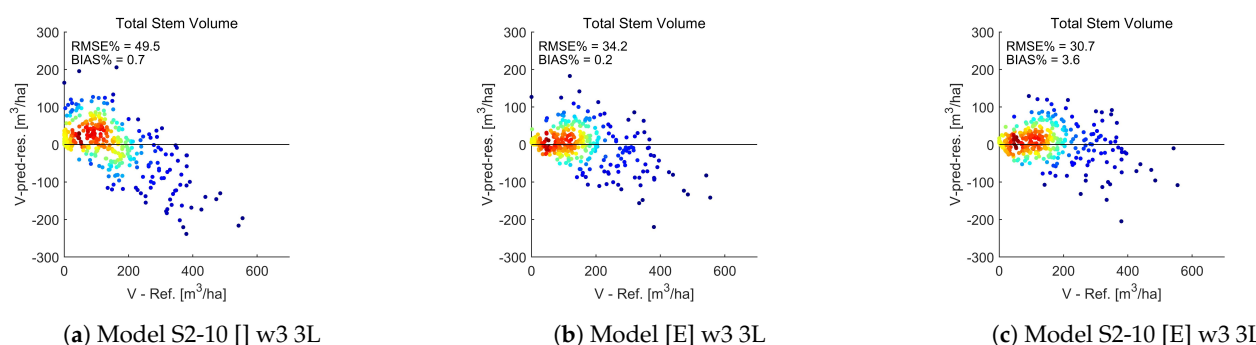 Total Stem Volume
RMSE% = 49.5
BIAS% = 0.7
300
200
100
0
-100
-200
-300
V-pred-res. [m³/ha]
0 200 400 600
V - Ref. [m³/ha]
(a) Model S2-10 [] w3 3L
Total Stem Volume
RMSE% = 34.2
BIAS% = 0.2
300
200
100
0
-100
-200
-300
V-pred-res. [m³/ha]
0 200 400 600
V - Ref. [m³/ha]
(b) Model [E] w3 3L
Total Stem Volume
RMSE% = 30.7
BIAS% = 3.6
300
200
100
0
-100
-200
-300
V-pred-res. [m³/ha]
0 200 400 600
V - Ref. [m³/ha]
(c) Model S2-10 [E] w3 3L